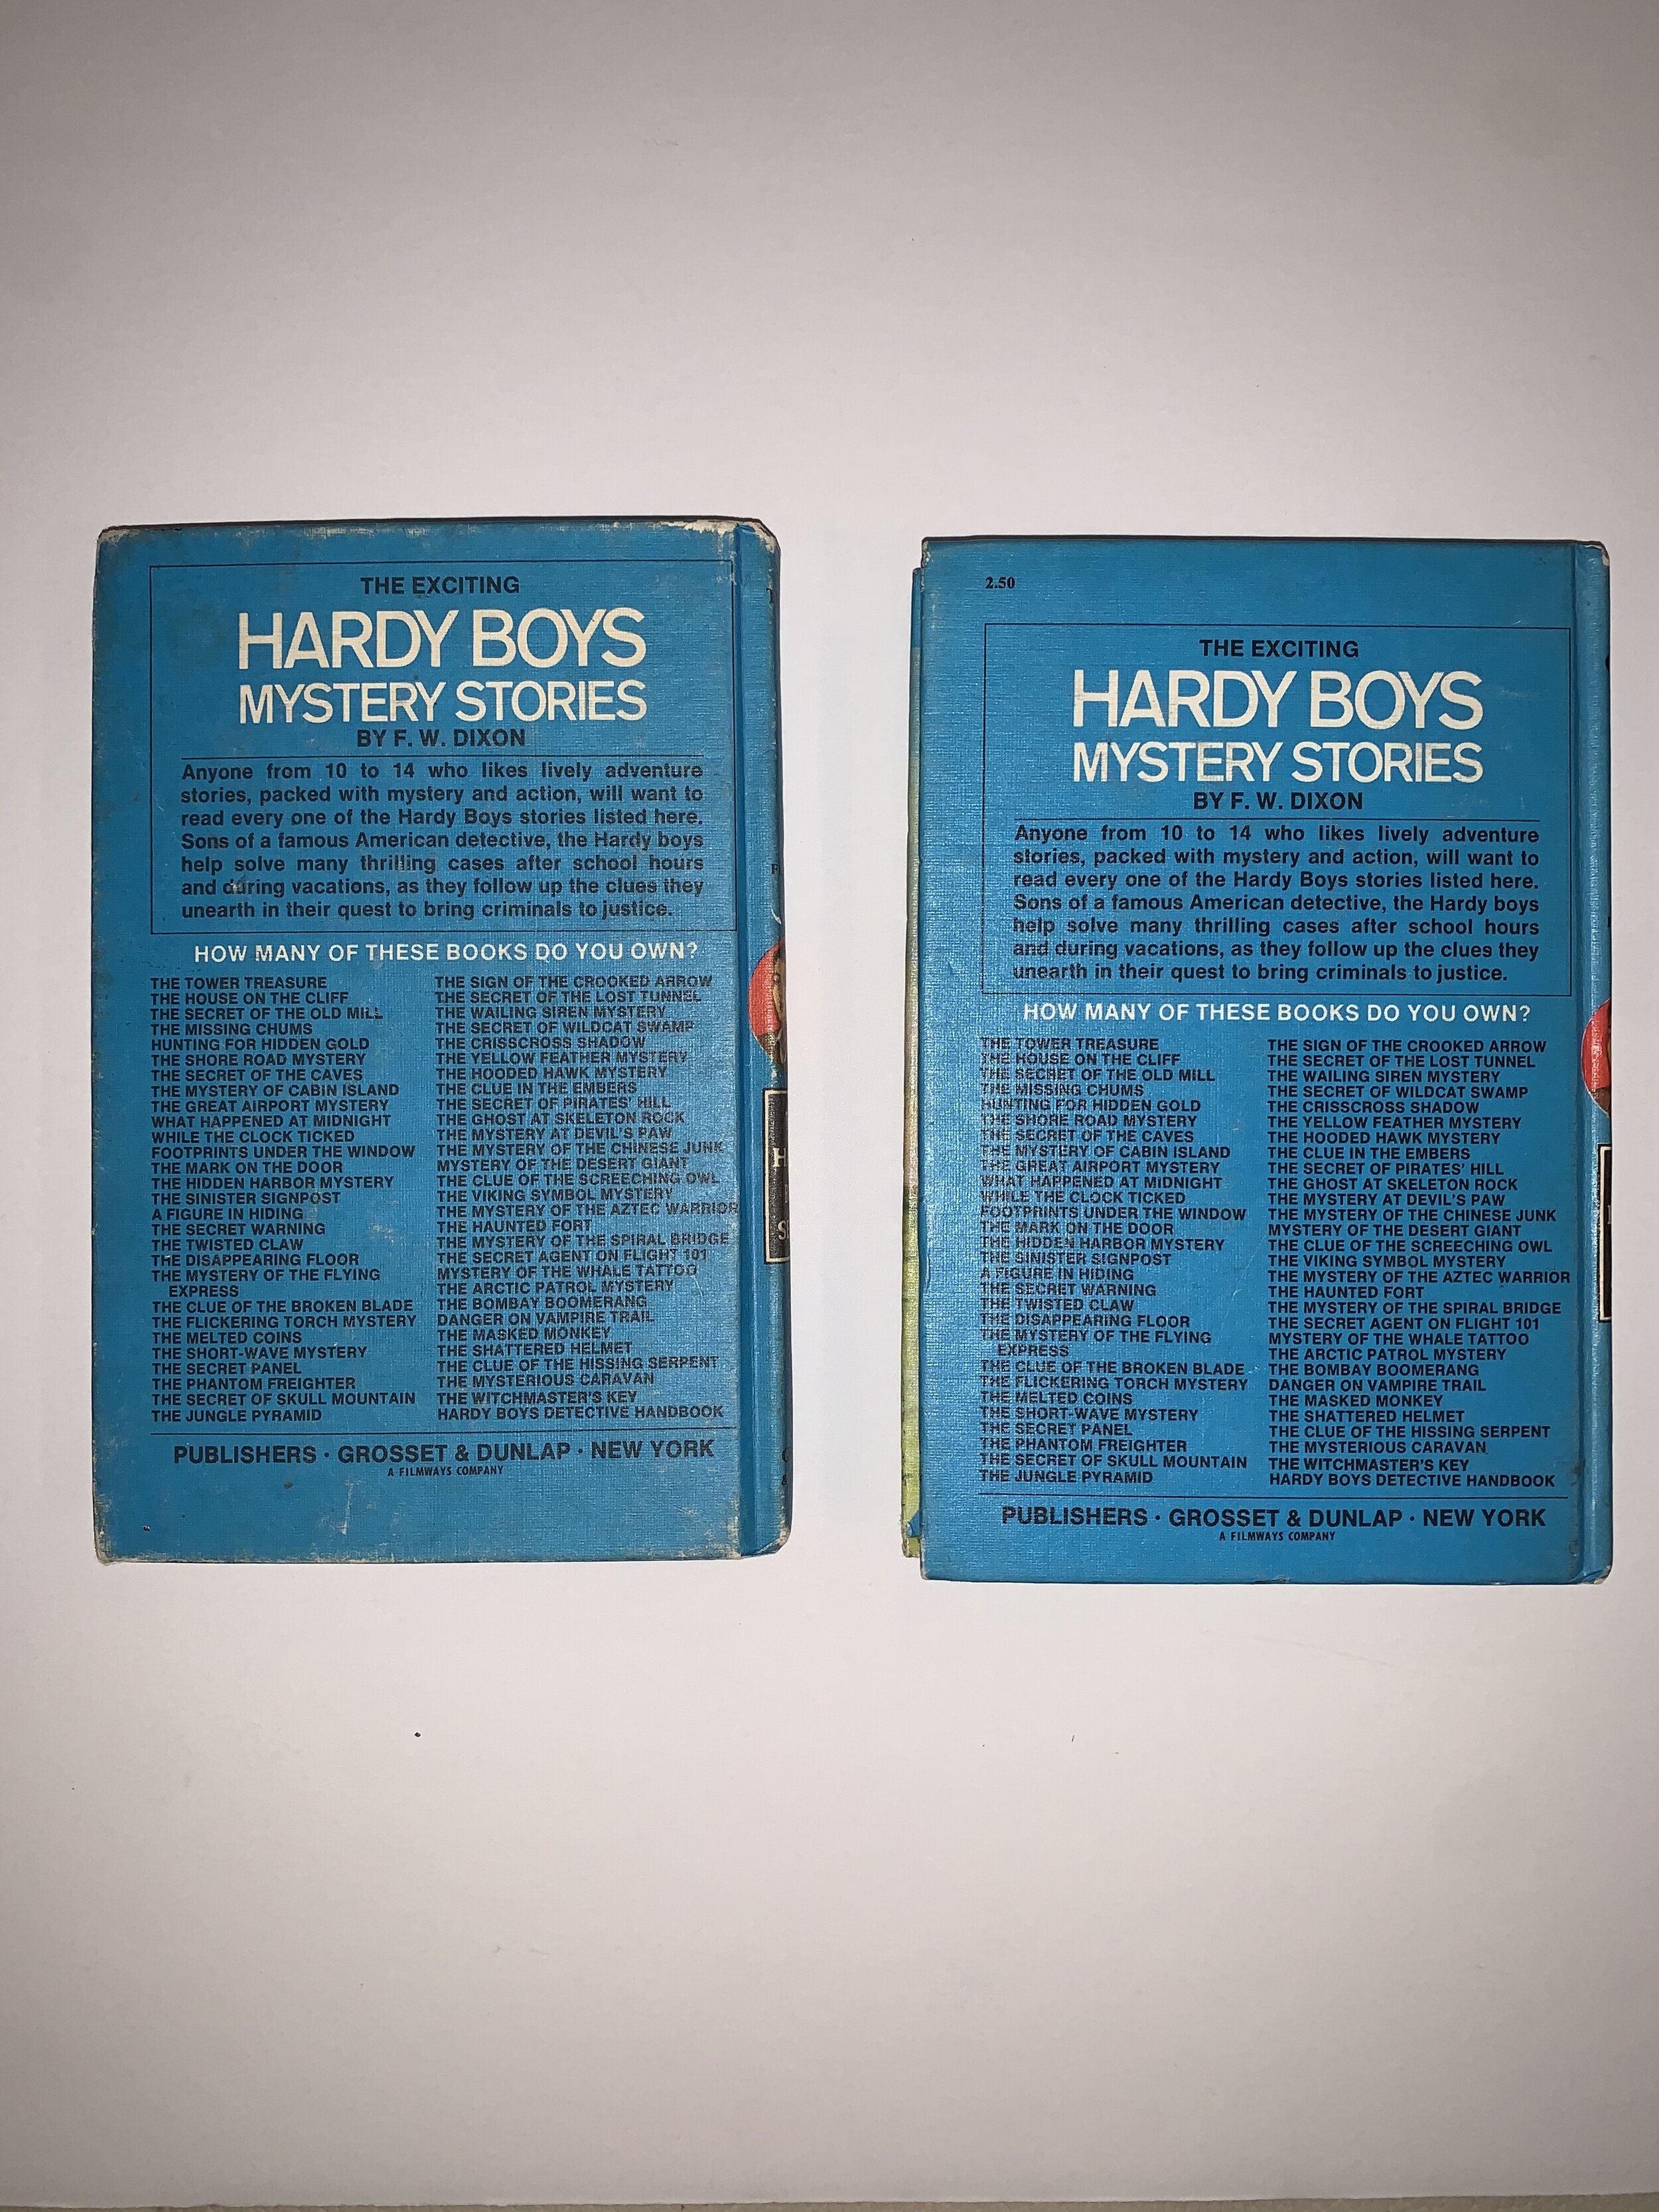 THE EXCITING
HARDY BOYS
MYSTERY STORIES
BY F. W. DIXON
Anyone from 10 to 14 who likes lively adventure
stories, packed with mystery and action, will want to
read every one of the Hardy Boys stories listed here.
Sons of a famous American detective, the Hardy boys
help solve many thrilling cases after school hours
and during vacations, as they follow up the clues they
unearth in their quest to bring criminals to justice.
HOW MANY OF THESE BOOKS DO YOU OWN?
THE TOWER TREASURE
THE HOUSE ON THE CLIFF
THE SECRET OF THE OLD MILL
THE MISSING CHUMS
HUNTING FOR HIDDEN GOLD
THE SHORE ROAD MYSTERY
THE SECRET OF THE CAVES
THE MYSTERY OF CABIN ISLAND
THE GREAT AIRPORT MYSTERY
WHAT HAPPENED AT MIDNIGHT
WHILE THE CLOCK TICKED
FOOTPRINTS UNDER THE WINDOW
THE MARK ON THE DOOR
THE HIDDEN HARBOR MYSTERY
THE SINISTER SIGNPOST
A FIGURE IN HIDING
THE SECRET WARNING
THE TWISTED CLAW
THE DISAPPEARING FLOOR
THE MYSTERY OF THE FLYING
EXPRESS
THE CLUE OF THE BROKEN BLADE
THE FLICKERING TORCH MYSTERY
THE MELTED COINS
THE SHORT-WAVE MYSTERY
THE SECRET PANEL
THE PHANTOM FREIGHTER
THE SECRET OF SKULL MOUNTAIN
THE JUNGLE PYRAMID
THE SIGN OF THE CROOKED ARROW
THE SECRET OF THE LOST TUNNEL
THE WAILING SIREN MYSTERY
THE SECRET OF WILDCAT SWAMP
THE CRISSCROSS SHADOW
THE YELLOW FEATHER MYSTERY
THE HOODED HAWK MYSTERY
THE CLUE IN THE EMBERS
THE SECRET OF PIRATES' HILL
THE GHOST AT SKELETON ROCK
THE MYSTERY AT DEVIL'S PAW
THE MYSTERY OF THE CHINESE JUNK
MYSTERY OF THE DESERT GIANT
THE CLUE OF THE SCREECHING OWL
THE VIKING SYMBOL MYSTERY
THE MYSTERY OF THE AZTEC WARRIOR
THE HAUNTED FORT
THE MYSTERY OF THE SPIRAL BRIDGE
THE SECRET AGENT ON FLIGHT 101
MYSTERY OF THE WHALE TATTOO
THE ARCTIC PATROL MYSTERY
THE BOMBAY BOOMERANG
DANGER ON VAMPIRE TRAIL
THE MASKED MONKEY
THE SHATTERED HELMET
THE CLUE OF THE HISSING SERPENT
THE MYSTERIOUS CARAVAN
THE WITCHMASTER'S KEY
HARDY BOYS DETECTIVE HANDBOOK
PUBLISHERS · GROSSET & DUNLAP · NEW YORK
A FILMWAYS COMPANY
2.50
THE EXCITING
HARDY BOYS
MYSTERY STORIES
BY F. W. DIXON
Anyone from 10 to 14 who likes lively adventure
stories, packed with mystery and action, will want to
read every one of the Hardy Boys stories listed here.
Sons of a famous American detective, the Hardy boys
help solve many thrilling cases after school hours
and during vacations, as they follow up the clues they
unearth in their quest to bring criminals to justice.
HOW MANY OF THESE BOOKS DO YOU OWN?
THE TOWER TREASURE
THE HOUSE ON THE CLIFF
THE SECRET OF THE OLD MILL
THE MISSING CHUMS
HUNTING FOR HIDDEN GOLD
THE SHORE ROAD MYSTERY
THE SECRET OF THE CAVES
THE MYSTERY OF CABIN ISLAND
THE GREAT AIRPORT MYSTERY
WHAT HAPPENED AT MIDNIGHT
WHILE THE CLOCK TICKED
FOOTPRINTS UNDER THE WINDOW
THE MARK ON THE DOOR
THE HIDDEN HARBOR MYSTERY
THE SINISTER SIGNPOST
A FIGURE IN HIDING
THE SECRET WARNING
THE TWISTED CLAW
THE DISAPPEARING FLOOR
THE MYSTERY OF THE FLYING
EXPRESS
THE CLUE OF THE BROKEN BLADE
THE FLICKERING TORCH MYSTERY
THE MELTED COINS
THE SHORT-WAVE MYSTERY
THE SECRET PANEL
THE PHANTOM FREIGHTER
THE SECRET OF SKULL MOUNTAIN
THE JUNGLE PYRAMID
THE SIGN OF THE CROOKED ARROW
THE SECRET OF THE LOST TUNNEL
THE WAILING SIREN MYSTERY
THE SECRET OF WILDCAT SWAMP
THE CRISSCROSS SHADOW
THE YELLOW FEATHER MYSTERY
THE HOODED HAWK MYSTERY
THE CLUE IN THE EMBERS
THE SECRET OF PIRATES' HILL
THE GHOST AT SKELETON ROCK
THE MYSTERY AT DEVIL'S PAW
THE MYSTERY OF THE CHINESE JUNK
MYSTERY OF THE DESERT GIANT
THE CLUE OF THE SCREECHING OWL
THE VIKING SYMBOL MYSTERY
THE MYSTERY OF THE AZTEC WARRIOR
THE HAUNTED FORT
THE MYSTERY OF THE SPIRAL BRIDGE
THE SECRET AGENT ON FLIGHT 101
MYSTERY OF THE WHALE TATTOO
THE ARCTIC PATROL MYSTERY
THE BOMBAY BOOMERANG
DANGER ON VAMPIRE TRAIL
THE MASKED MONKEY
THE SHATTERED HELMET
THE CLUE OF THE HISSING SERPENT
THE MYSTERIOUS CARAVAN
THE WITCHMASTER'S KEY
HARDY BOYS DETECTIVE HANDBOOK
PUBLISHERS · GROSSET & DUNLAP · NEW YORK
A FILMWAYS COMPANY